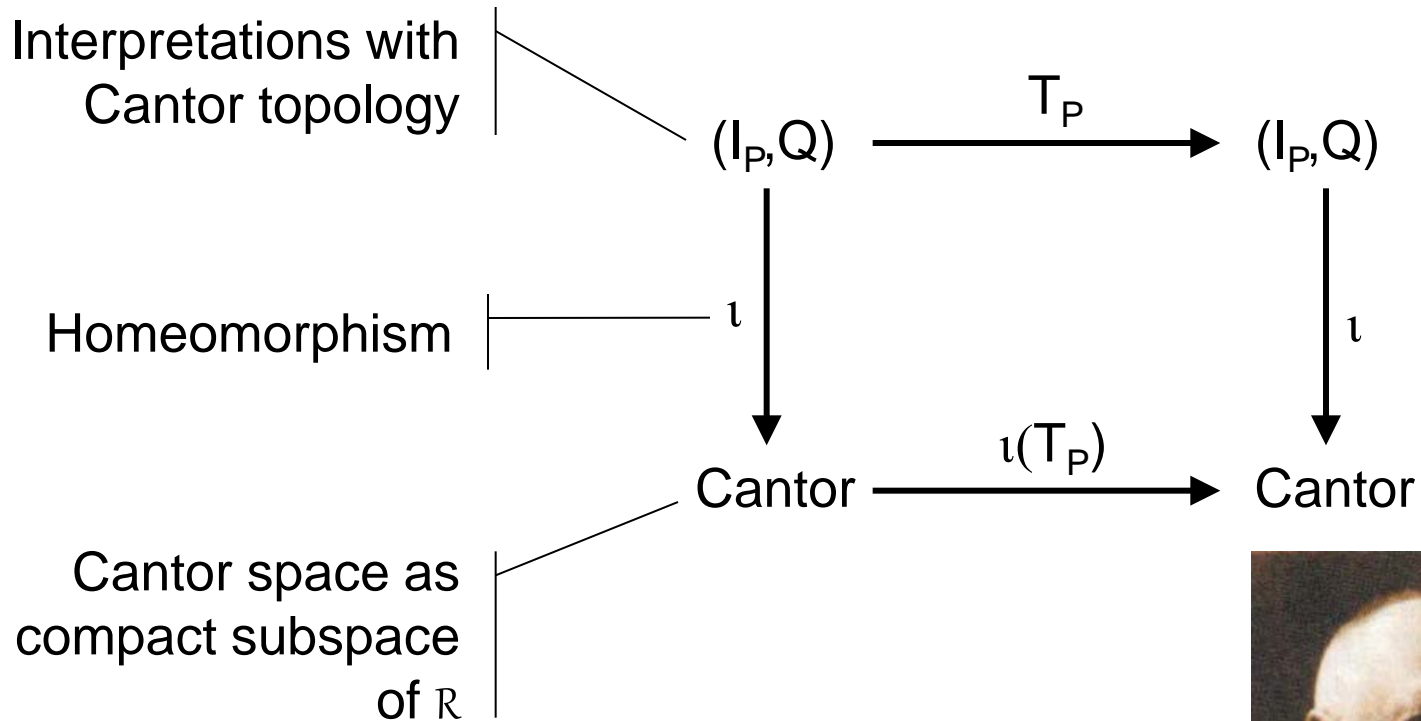 Interpretations with
Cantor topology
T_P
(I_P,Q)
(I_P,Q)
Homeomorphism
ι
ι
ι(T_P)
Cantor
Cantor
Cantor space as
compact subspace
of ℛ